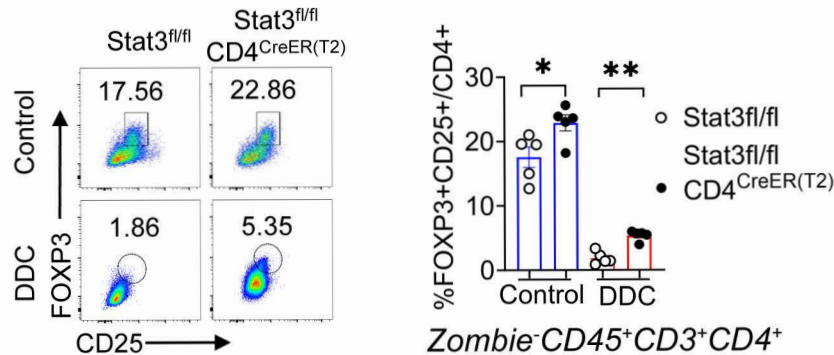 Stat3fl/fl
Stat3fl/fl
CD4CreER(T2)
Control
17.56
22.86
DDC
1.86
5.35
FOXP3
CD25
%FOXP3+CD25+/CD4+
30
20
10
0
*
**
Control
DDC
Stat3fl/fl
Stat3fl/fl
CD4CreER(T2)
Zombie-CD45+CD3+CD4+